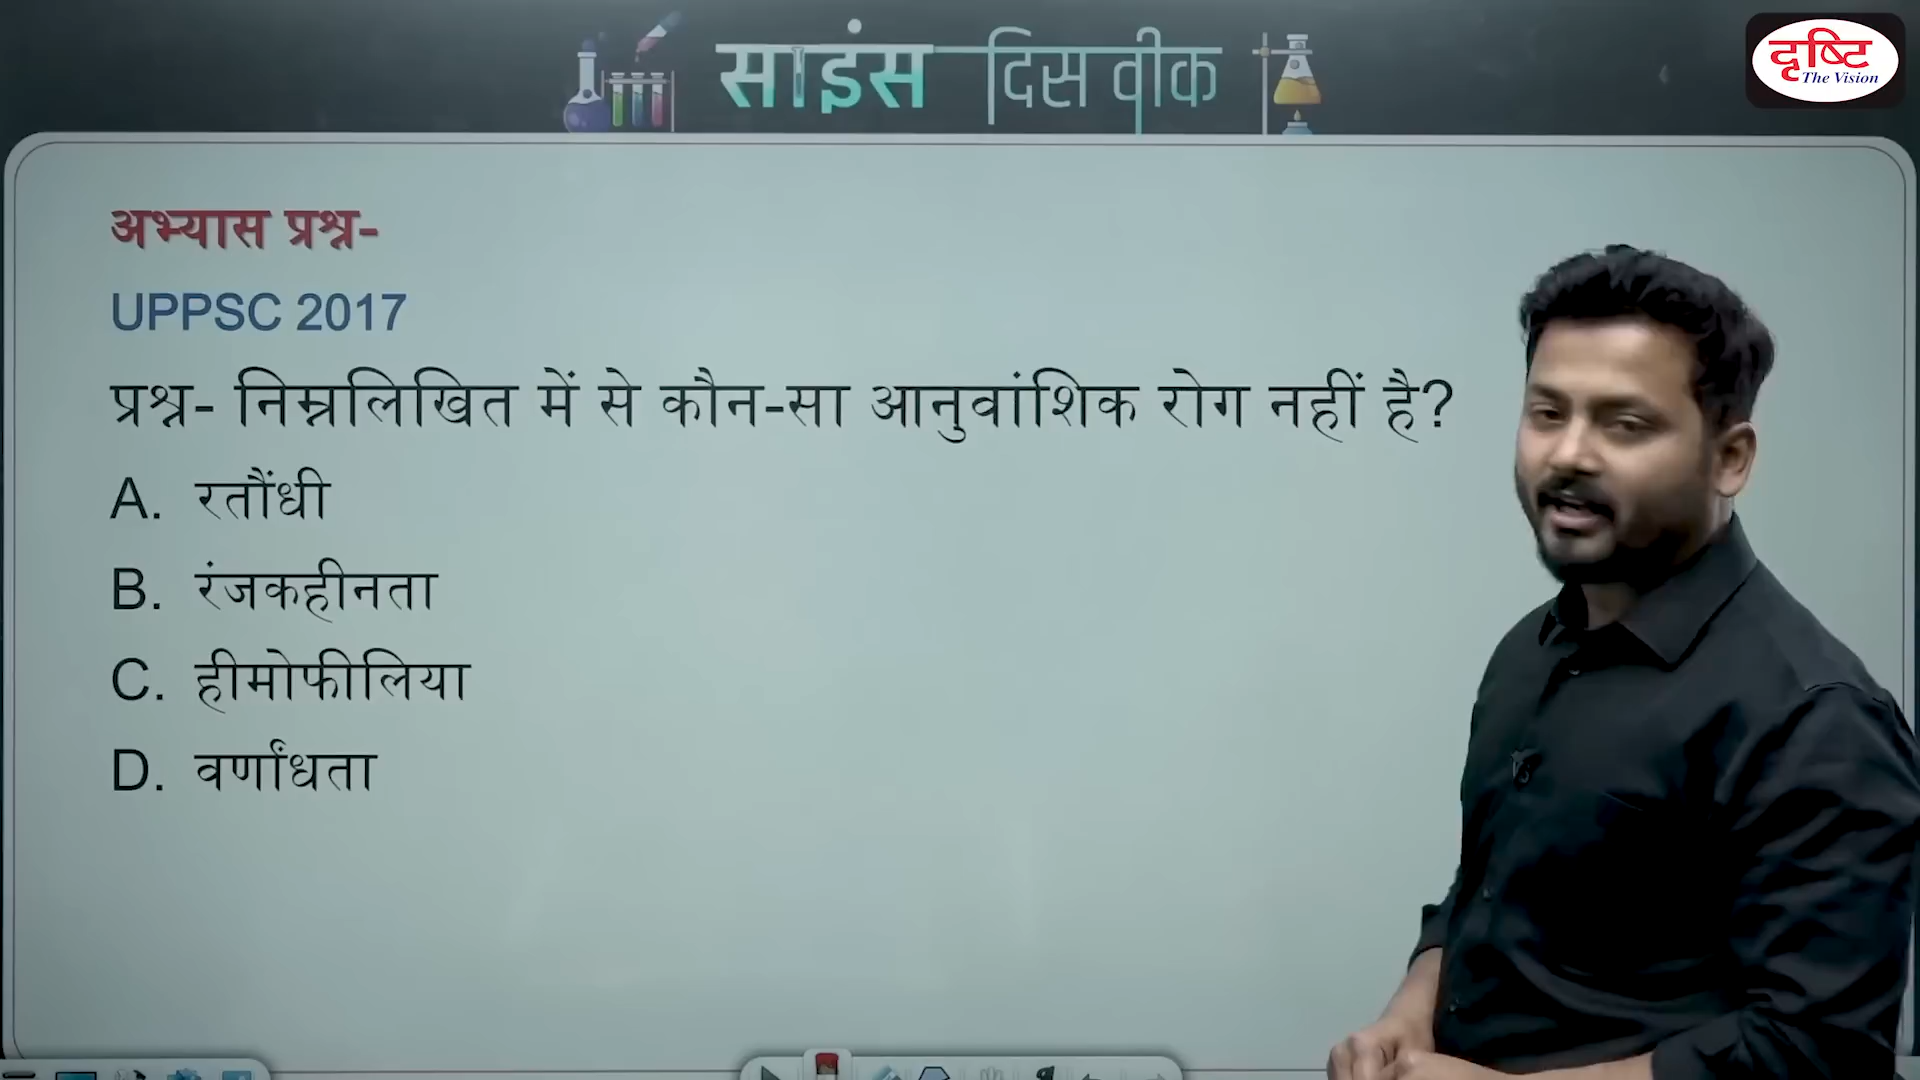 साइंस दिस वीक
दृष्टि
The Vision
अभ्यास प्रश्न-
UPPSC 2017
प्रश्न- निम्नलिखित में से कौन-सा आनुवांशिक रोग नहीं है?
A. रतौंधी
B. रंजकहीनता
C. हीमोफीलिया
D. वर्णांधता